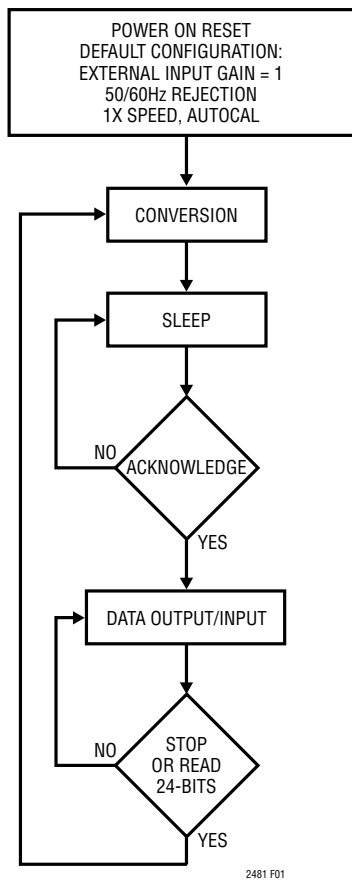 POWER ON RESET
DEFAULT CONFIGURATION:
EXTERNAL INPUT GAIN = 1
50/60Hz REJECTION
1X SPEED, AUTOCAL
CONVERSION
SLEEP
NO
ACKNOWLEDGE
YES
DATA OUTPUT/INPUT
NO
STOP
OR READ
24-BITS
YES
2481 F01